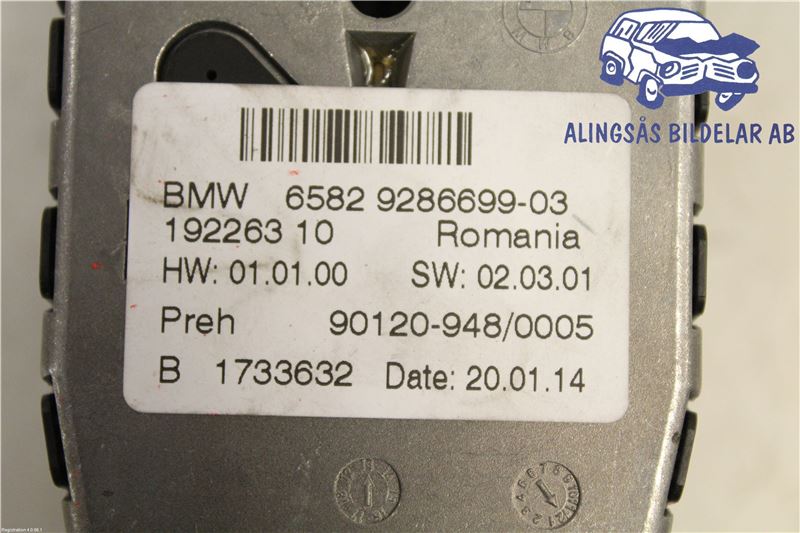 BMW
ALINGSÅS BILDELAR AB
BMW 6582 9286699-03
192263 10 Romania
HW: 01.01.00 SW: 02.03.01
Preh 90120-948/0005
B 1733632 Date: 20.01.14